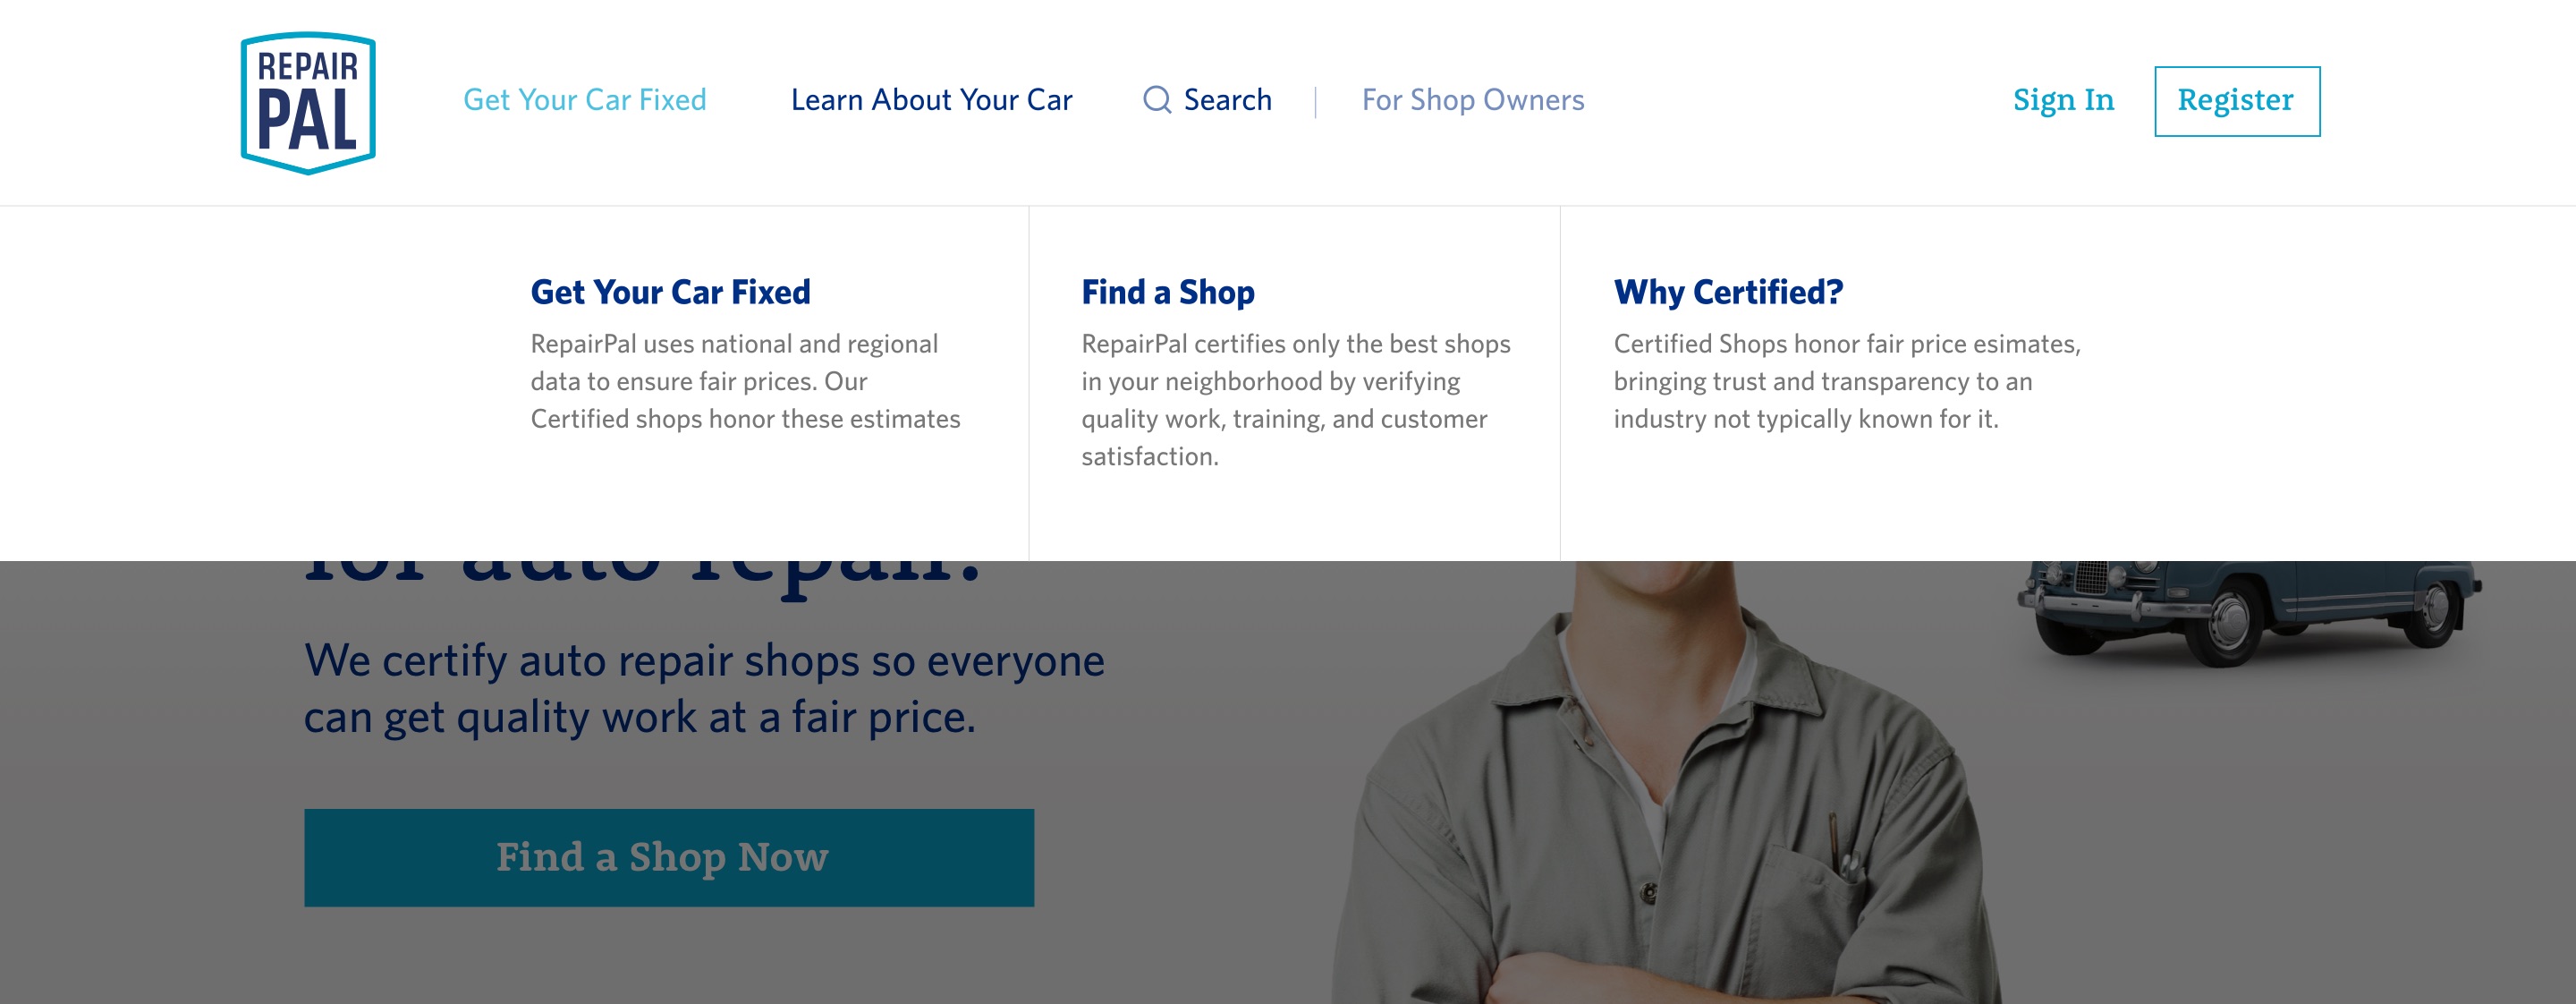 REPAIR
PAL
Get Your Car Fixed
Learn About Your Car
Search
For Shop Owners
Sign In
Register
Get Your Car Fixed
RepairPal uses national and regional
data to ensure fair prices. Our
Certified shops honor these estimates
Find a Shop
RepairPal certifies only the best shops
in your neighborhood by verifying
quality work, training, and customer
satisfaction.
Why Certified?
Certified Shops honor fair price esimates,
bringing trust and transparency to an
industry not typically known for it.
for auto repair.
We certify auto repair shops so everyone
can get quality work at a fair price.
Find a Shop Now